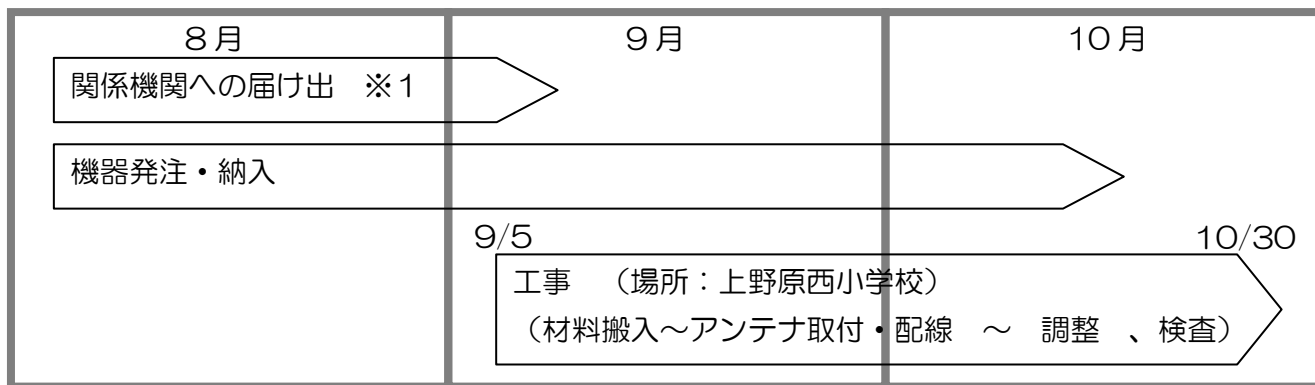 8月
9月
10月
関係機関への届け出　※1
機器発注・納入
9/5
10/30
工事　（場所：上野原西小学校）
（材料搬入～アンテナ取付・配線　～　調整　、検査）